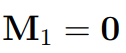 M₁ = 0